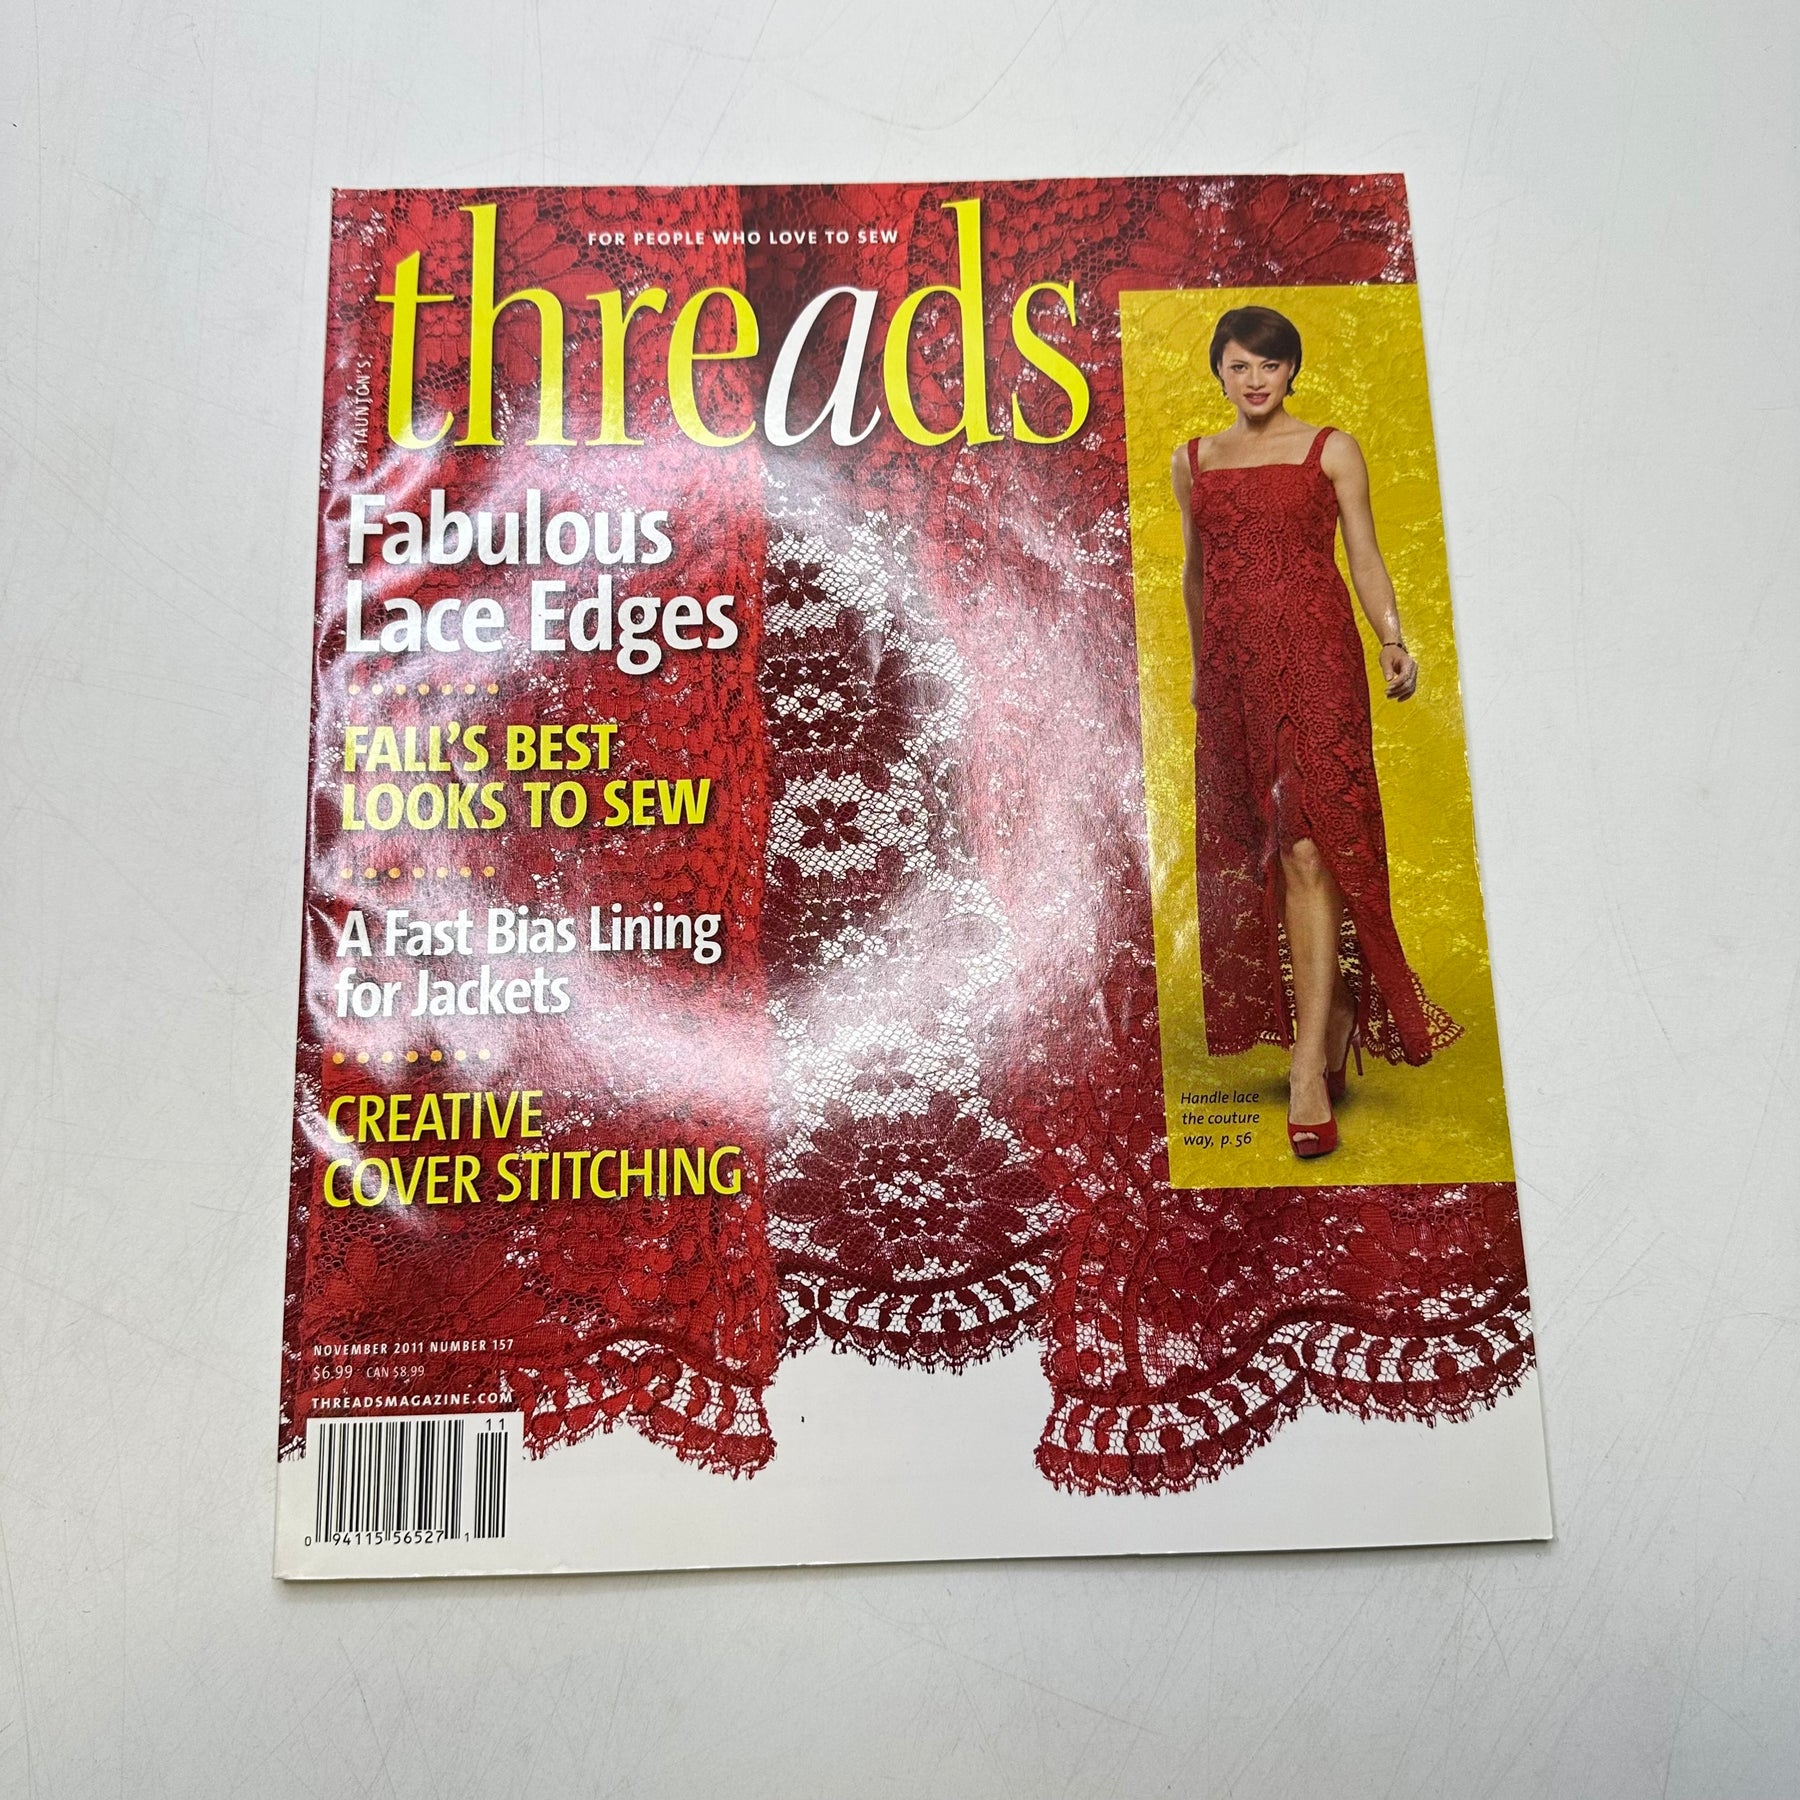 FOR PEOPLE WHO LOVE TO SEW
TAUNTON'S
threads
Fabulous
Lace Edges
FALL'S BEST
LOOKS TO SEW
A Fast Bias Lining
for Jackets
CREATIVE
COVER STITCHING
Handle lace
the couture
way, p. 56
NOVEMBER 2011 NUMBER 157
$6.99 CAN $8.99
THREADSMAGAZINE.COM
11
0 94115 56527 1